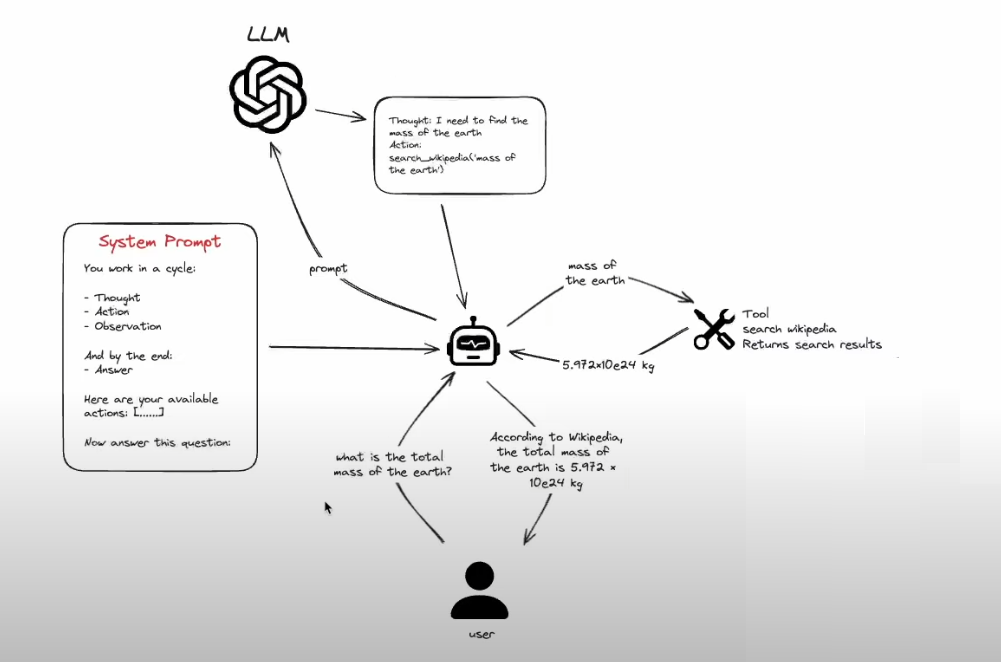 LLM
Thought: I need to find the
mass of the earth
Action:
search_wikipedia('mass of
the earth')
System Prompt
You work in a cycle:
- Thought
- Action
- Observation
And by the end:
- Answer
Here are your available
actions: [......]
Now answer this question:
prompt
mass of
the earth
Tool
search wikipedia
Returns search results
5.972x10e24 kg
what is the total
mass of the earth?
According to Wikipedia,
the total mass of
the earth is 5.972 x
10e24 kg
user